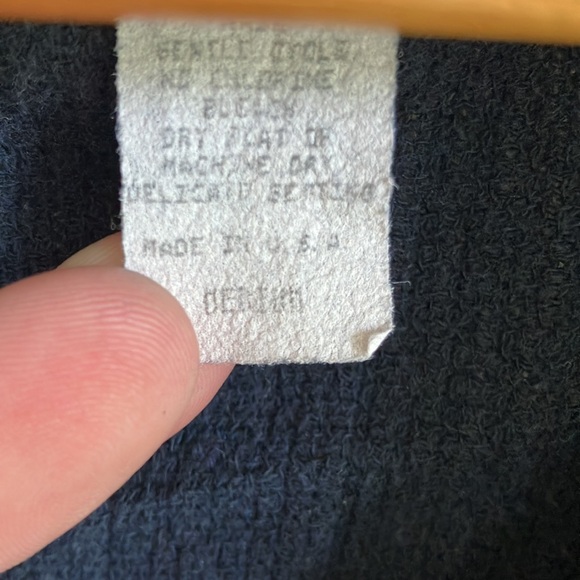 GENTLE CYCLE
NO CHLORINE
BLEACH
DRY FLAT OR
MACHINE DRY
DELICATE SETTING
MADE IN U.S.A